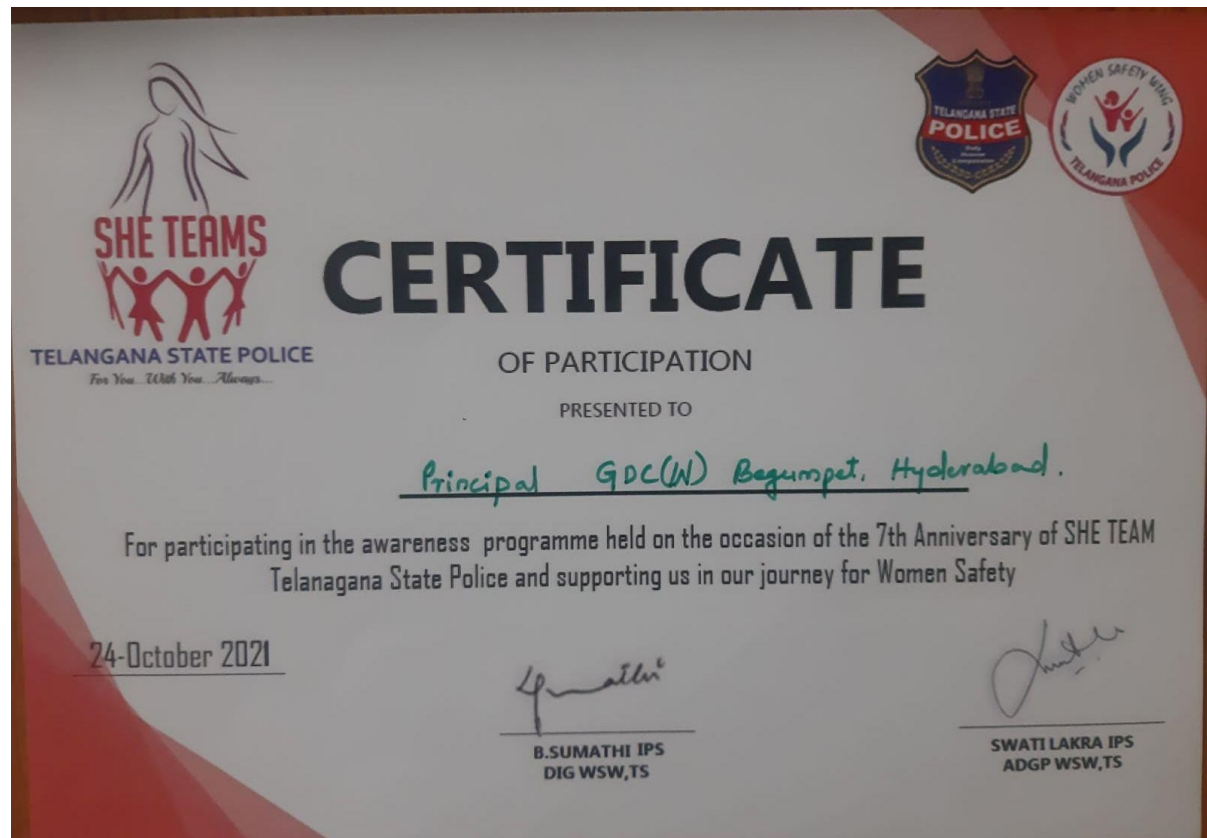 SHE TEAMS
TELANGANA STATE POLICE
For You...With You...Always...
TELANGANA STATE
POLICE
Duty
Honour
Compassion
WOMEN SAFETY WING
TELANGANA POLICE
CERTIFICATE
OF PARTICIPATION
PRESENTED TO
Principal GDC(W) Begumpet, Hyderabad.
For participating in the awareness programme held on the occasion of the 7th Anniversary of SHE TEAM
Telanagana State Police and supporting us in our journey for Women Safety
24-October 2021
B.SUMATHI IPS
DIG WSW,TS
SWATI LAKRA IPS
ADGP WSW,TS